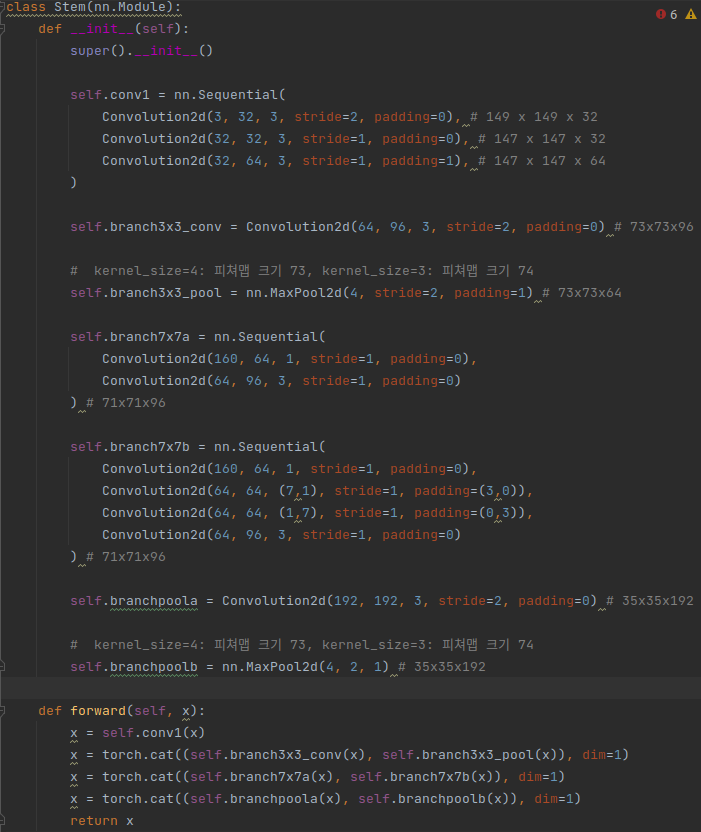 class Stem(nn.Module):
6
    def __init__(self):
        super().__init__()

        self.conv1 = nn.Sequential(
            Convolution2d(3, 32, 3, stride=2, padding=0), # 149 x 149 x 32
            Convolution2d(32, 32, 3, stride=1, padding=0), # 147 x 147 x 32
            Convolution2d(32, 64, 3, stride=1, padding=1), # 147 x 147 x 64
        )

        self.branch3x3_conv = Convolution2d(64, 96, 3, stride=2, padding=0) # 73x73x96

        #  kernel_size=4: 피쳐맵 크기 73, kernel_size=3: 피쳐맵 크기 74
        self.branch3x3_pool = nn.MaxPool2d(4, stride=2, padding=1) # 73x73x64

        self.branch7x7a = nn.Sequential(
            Convolution2d(160, 64, 1, stride=1, padding=0),
            Convolution2d(64, 96, 3, stride=1, padding=0)
        ) # 71x71x96

        self.branch7x7b = nn.Sequential(
            Convolution2d(160, 64, 1, stride=1, padding=0),
            Convolution2d(64, 64, (7,1), stride=1, padding=(3,0)),
            Convolution2d(64, 64, (1,7), stride=1, padding=(0,3)),
            Convolution2d(64, 96, 3, stride=1, padding=0)
        ) # 71x71x96

        self.branchpoola = Convolution2d(192, 192, 3, stride=2, padding=0) # 35x35x192

        #  kernel_size=4: 피쳐맵 크기 73, kernel_size=3: 피쳐맵 크기 74
        self.branchpoolb = nn.MaxPool2d(4, 2, 1) # 35x35x192

    def forward(self, x):
        x = self.conv1(x)
        x = torch.cat((self.branch3x3_conv(x), self.branch3x3_pool(x)), dim=1)
        x = torch.cat((self.branch7x7a(x), self.branch7x7b(x)), dim=1)
        x = torch.cat((self.branchpoola(x), self.branchpoolb(x)), dim=1)
        return x